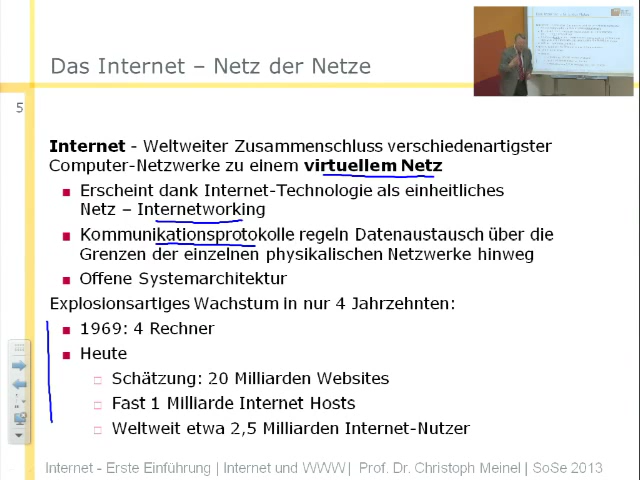 Das Internet – Netz der Netze
5
Internet - Weltweiter Zusammenschluss verschiedenartigster
Computer-Netzwerke zu einem virtuellem Netz
Erscheint dank Internet-Technologie als einheitliches
Netz – Internetworking
Kommunikationsprotokolle regeln Datenaustausch über die
Grenzen der einzelnen physikalischen Netzwerke hinweg
Offene Systemarchitektur
Explosionsartiges Wachstum in nur 4 Jahrzehnten:
1969: 4 Rechner
Heute
Schätzung: 20 Milliarden Websites
Fast 1 Milliarde Internet Hosts
Weltweit etwa 2,5 Milliarden Internet-Nutzer
Internet - Erste Einführung | Internet und WWW | Prof. Dr. Christoph Meinel | SoSe 2013